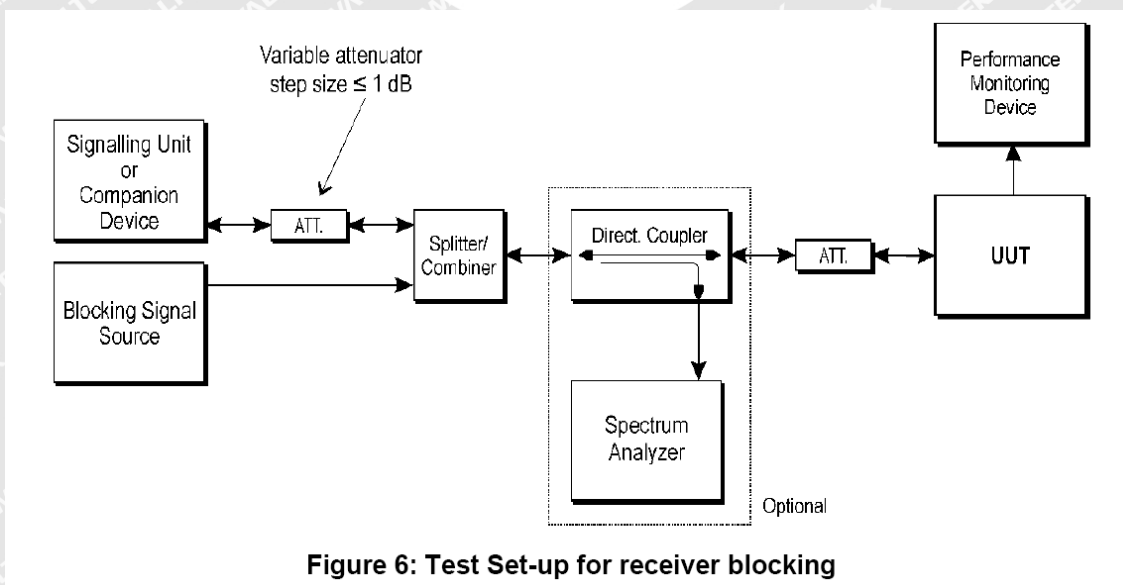 Variable attenuator
step size ≤ 1 dB
Performance
Monitoring
Device
Signalling Unit
or
Companion
Device
ATT.
Splitter/
Combiner
Direct. Coupler
ATT.
UUT
Blocking Signal
Source
Spectrum
Analyzer
Optional
Figure 6: Test Set-up for receiver blocking